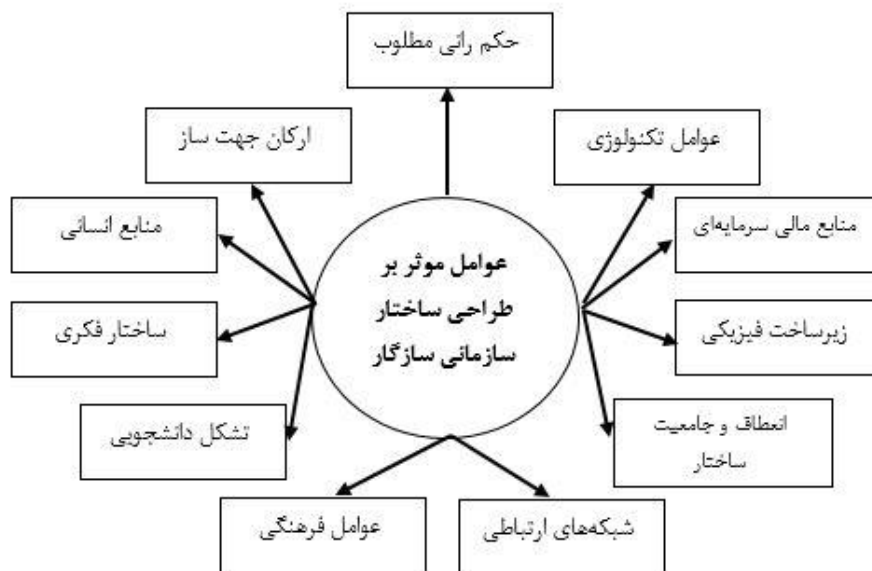 حکم رانی مطلوب
ارکان جهت ساز
عوامل تکنولوژی
منابع انسانی
منابع مالی سرمایه‌ای
عوامل موثر بر
طراحی ساختار
سازمانی سازگار
ساختار فکری
زیرساخت فیزیکی
تشکل دانشجویی
انعطاف و جامعیت
ساختار
عوامل فرهنگی
شبکه‌های ارتباطی